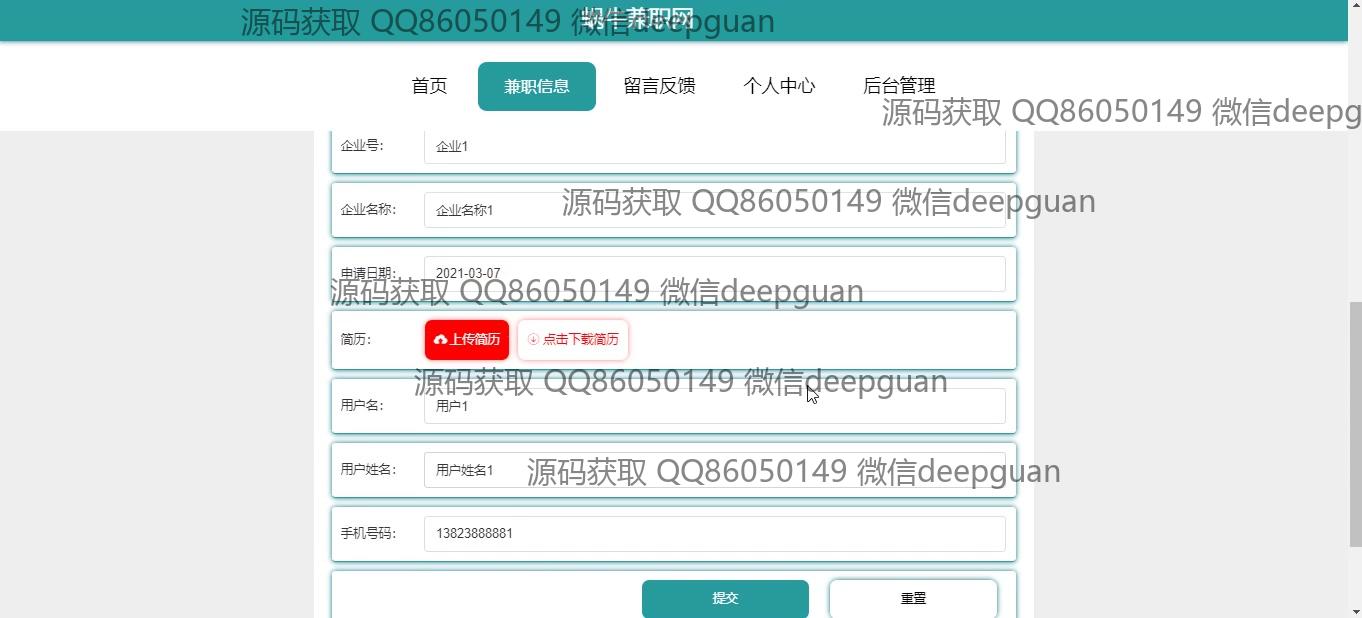 蜗牛兼职网
源码获取 QQ86050149 微信deepguan
首页 兼职信息 留言反馈 个人中心 后台管理
源码获取 QQ86050149 微信deepg
企业号： 企业1
企业名称： 企业名称1
源码获取 QQ86050149 微信deepguan
申请日期： 2021-03-07
源码获取 QQ86050149 微信deepguan
简历： 上传简历 点击下载简历
源码获取 QQ86050149 微信deepguan
用户名： 用户1
用户姓名： 用户姓名1
源码获取 QQ86050149 微信deepguan
手机号码： 13823888881
提交 重置